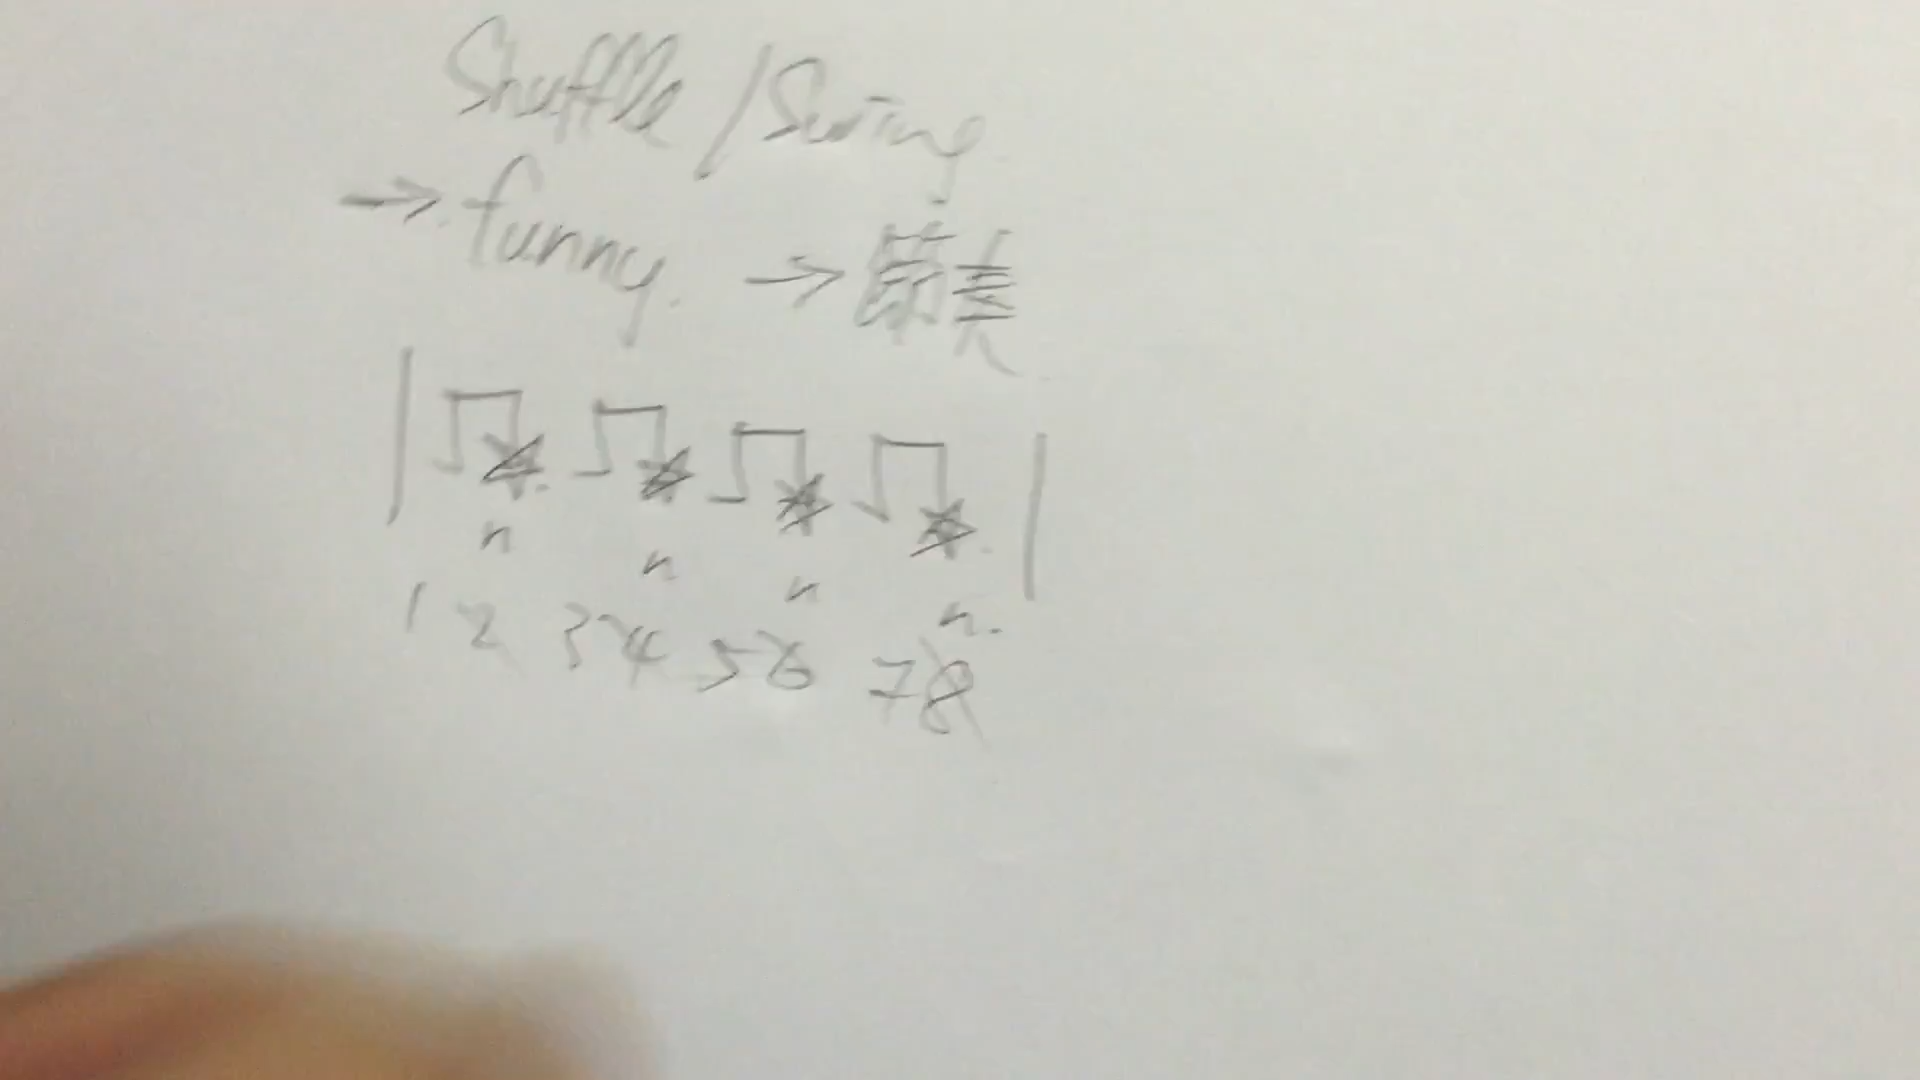 Shuffle / Swing
→ funny. → 節奏
n n n n.
1 2 3 4 5 6 7 8